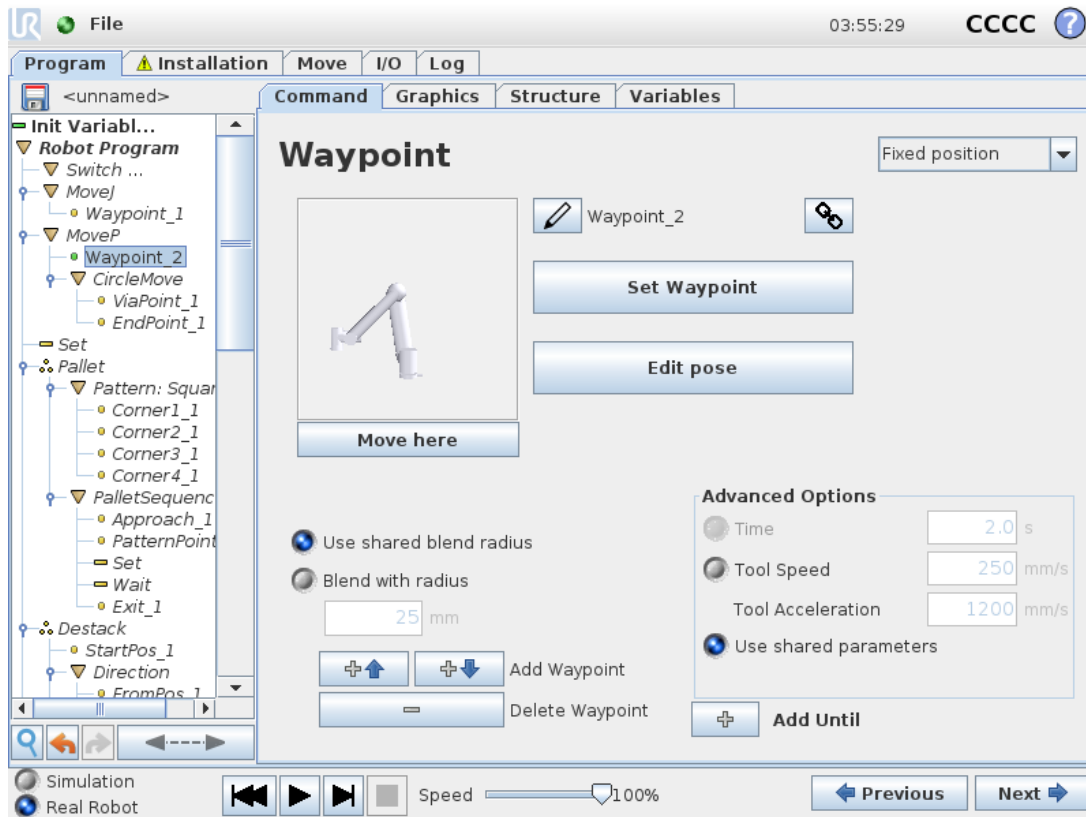 UR File 03:55:29 CCCC ?
Program Installation Move I/O Log
<unnamed> Command Graphics Structure Variables
Init Variabl...
Robot Program
Switch ...
MoveJ
Waypoint_1
MoveP
Waypoint_2
CircleMove
ViaPoint_1
EndPoint_1
Set
Pallet
Pattern: Squar
Corner1_1
Corner2_1
Corner3_1
Corner4_1
PalletSequenc
Approach_1
PatternPoint
Set
Wait
Exit_1
Destack
StartPos_1
Direction
FromPos_1
Waypoint
Fixed position
Waypoint_2
Set Waypoint
Edit pose
Move here
Use shared blend radius
Blend with radius
25 mm
Add Waypoint
Delete Waypoint
Advanced Options
Time 2.0 s
Tool Speed 250 mm/s
Tool Acceleration 1200 mm/s
Use shared parameters
Add Until
Simulation
Real Robot
Speed 100%
Previous Next